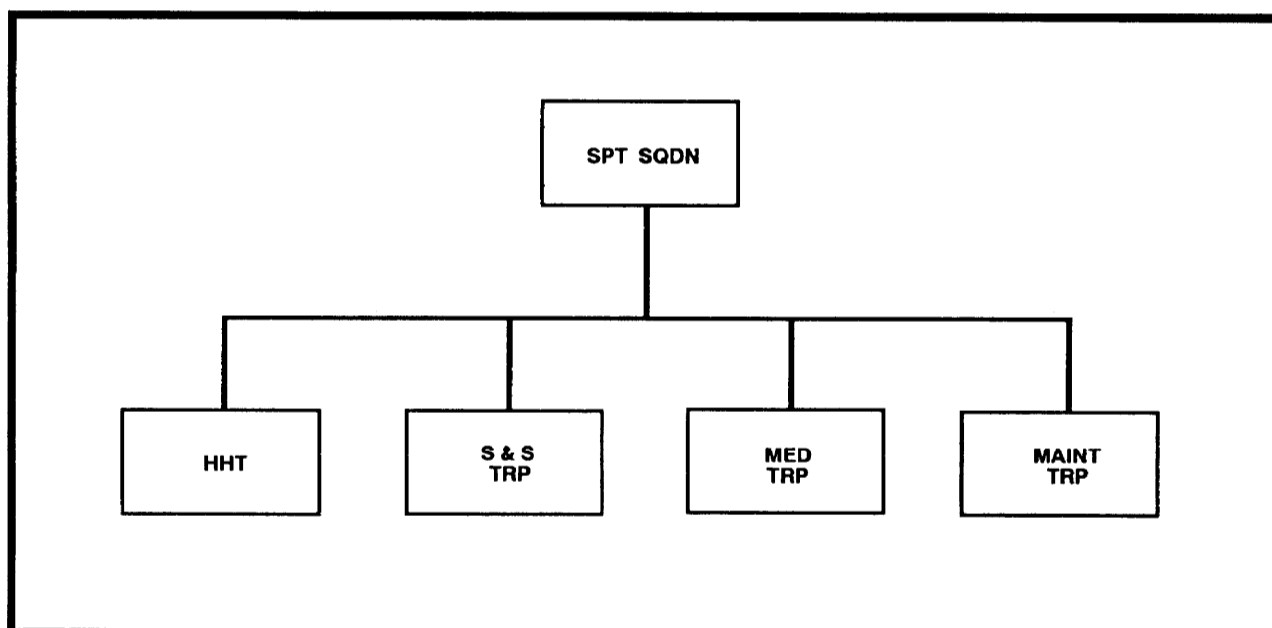 SPT SQDN
HHT
S & S
TRP
MED
TRP
MAINT
TRP